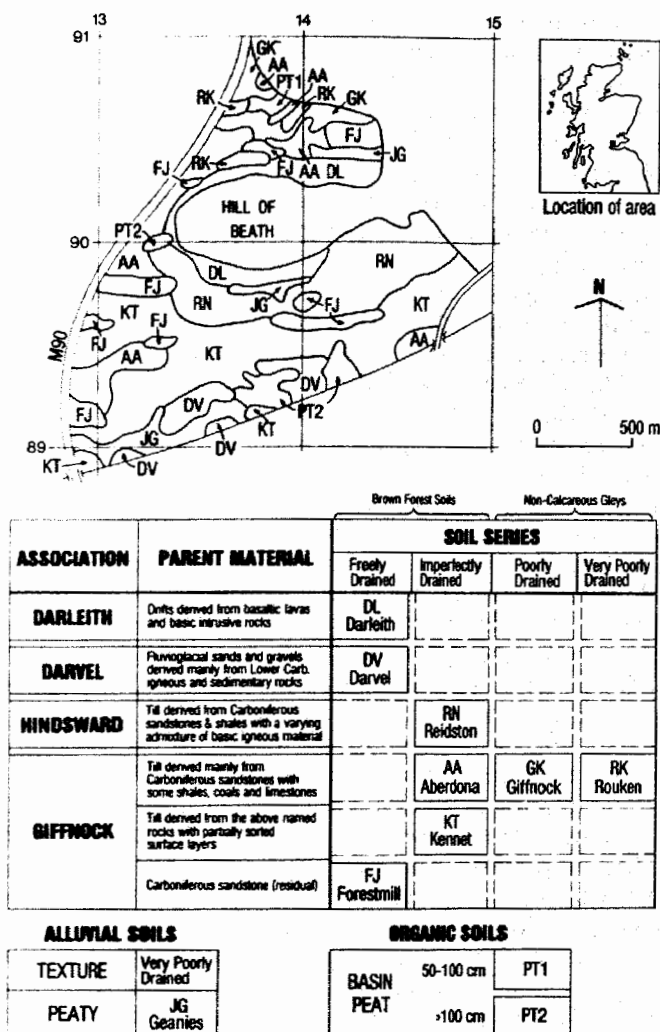 13
14
15
91
GK
AA
PT1
AA
RK
RK
GK
FJ
JG
FJ
RK
FJ
AA
DL
HILL OF
BEATH
PT2
90
AA
DL
RN
FJ
RN
JG
FJ
KT
KT
FJ
KT
FJ
AA
AA
M90
DV
DV
PT2
FJ
JG
KT
89
DV
KT
DV
Location of area
N
0
500 m
Brown Forest Soils
Non-Calcareous Gleys
ASSOCIATION
PARENT MATERIAL
SOIL SERIES
Freely
Drained
Imperfectly
Drained
Poorly
Drained
Very Poorly
Drained
DARLEITH
Drifts derived from basaltic lavas
and basic intrusive rocks
DL
Darleith
DARVEL
Fluvioglacial sands and gravels
derived mainly from Lower Carb.
igneous and sedimentary rocks
DV
Darvel
HINDSWARD
Till derived from Carboniferous
sandstones & shales with a varying
admixture of basic igneous material
RN
Reidston
GIFFNOCK
Till derived mainly from
Carboniferous sandstones with
some shales, coals and limestones
AA
Aberdona
GK
Giffnock
RK
Rouken
Till derived from the above named
rocks with partially sorted
surface layers
KT
Kennet
Carboniferous sandstone (residual)
FJ
Forestmill
ALLUVIAL SOILS
TEXTURE
Very Poorly
Drained
PEATY
JG
Geanies
ORGANIC SOILS
BASIN
PEAT
50-100 cm
PT1
>100 cm
PT2